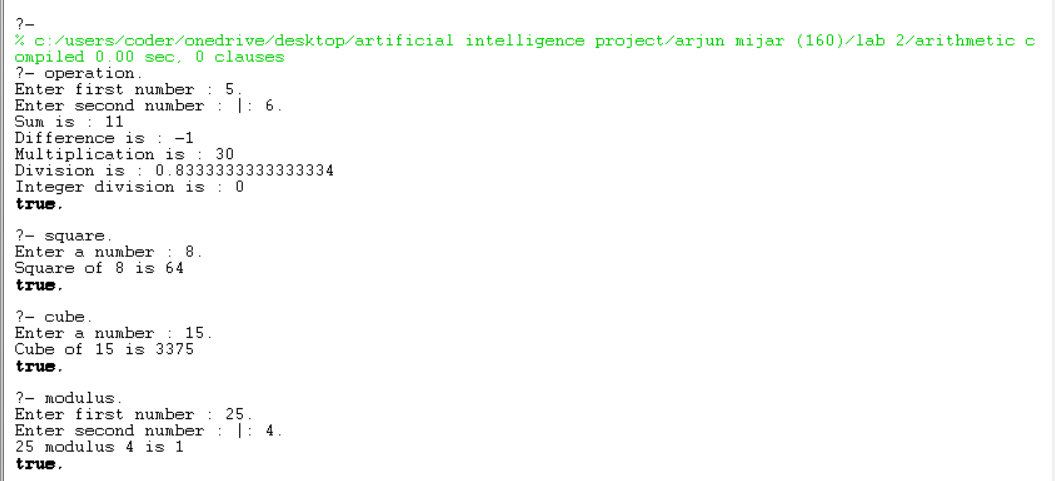 ?-
% c:/users/coder/onedrive/desktop/artificial intelligence project/arjun mijar (160)/lab 2/arithmetic c
ompiled 0.00 sec, 0 clauses
?- operation.
Enter first number : 5.
Enter second number : |: 6.
Sum is : 11
Difference is : -1
Multiplication is : 30
Division is : 0.8333333333333334
Integer division is : 0
true.
?- square.
Enter a number : 8.
Square of 8 is 64
true.
?- cube.
Enter a number : 15.
Cube of 15 is 3375
true.
?- modulus.
Enter first number : 25.
Enter second number : |: 4.
25 modulus 4 is 1
true.